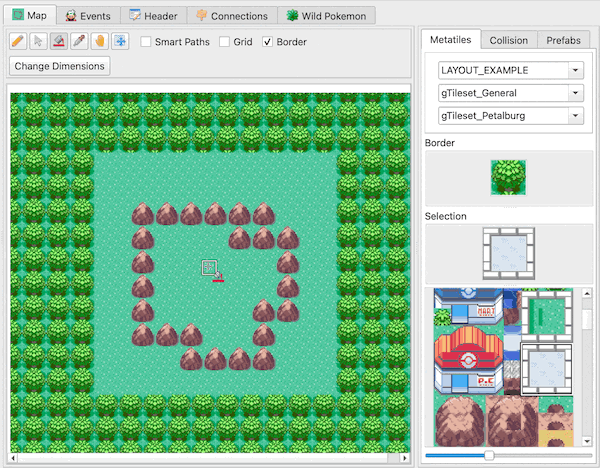 Map Events Header Connections Wild Pokemon
Smart Paths Grid Border
Change Dimensions
Metatiles Collision Prefabs
LAYOUT_EXAMPLE
gTileset_General
gTileset_Petalburg
Border
Selection
MART
P.C